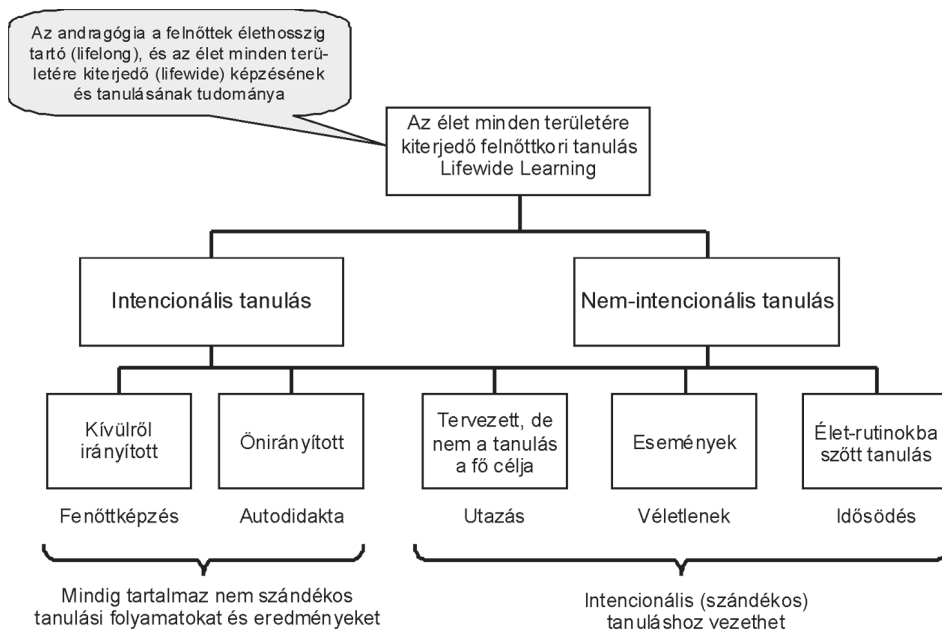 Az andragógia a felnőttek élethosszig
tartó (lifelong), és az élet minden terü-
letére kiterjedő (lifewide) képzésének
és tanulásának tudománya
Az élet minden területére
kiterjedő felnőttkori tanulás
Lifewide Learning
Intencionális tanulás
Nem-intencionális tanulás
Kívülről
irányított
Önirányított
Tervezett, de
nem a tanulás
a fő célja
Események
Élet-rutinokba
szőtt tanulás
Fenőttképzés
Autodidakta
Utazás
Véletlenek
Idősödés
Mindig tartalmaz nem szándékos
tanulási folyamatokat és eredményeket
Intencionális (szándékos)
tanuláshoz vezethet